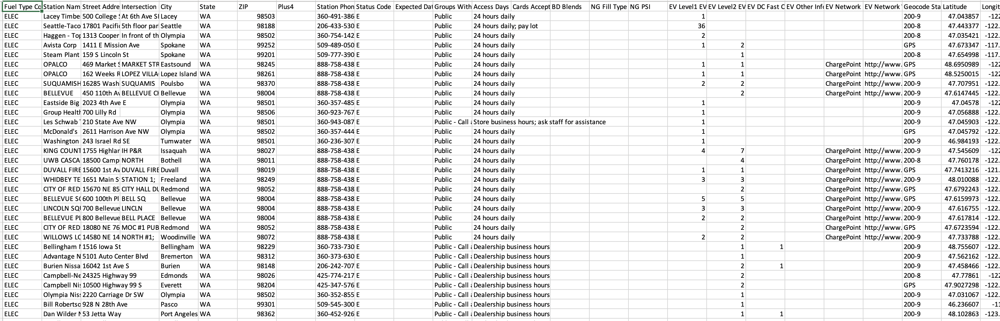 Fuel Type Co Station Nam Street Addre Intersection City State ZIP Plus4 Station Phon Status Code Expected Dat Groups With Access Days Cards Accept BD Blends NG Fill Type NG PSI EV Level1 EV EV Level2 EV EV DC Fast C EV Other Info EV Network EV Network Geocode Sta Latitude Longit
ELEC Lacey Timbe 500 College S At 6th Ave SE Lacey WA 98503 360-491-386 E Public 24 hours daily 1 200-9 47.043857 -122
ELEC Seattle-Taco 17801 Pacific 5th floor par Seattle WA 98188 206-433-530 E Public 24 hours daily; pay lot 36 200-8 47.443377 -122.
ELEC Haggen - Top 1313 Cooper In front of th Olympia WA 98502 360-754-142 E Public 24 hours daily 2 200-8 47.035421 -122.
ELEC Avista Corp 1411 E Mission Ave Spokane WA 99252 509-489-050 E Public 24 hours daily 1 2 GPS 47.673347 -117.
ELEC Steam Plant 159 S Lincoln St Spokane WA 99201 509-777-390 E Public 24 hours daily 1 200-8 47.654998 -117.
ELEC OPALCO 469 Market S MARKET STR Eastsound WA 98245 888-758-438 E Public 24 hours daily 1 1 ChargePoint http://www. GPS 48.6950989 -122
ELEC OPALCO 162 Weeks R LOPEZ VILLA Lopez Island WA 98261 888-758-438 E Public 24 hours daily 1 1 ChargePoint http://www. GPS 48.5250015 -122.
ELEC SUQUAMISH 16285 Wash SUQUAMIS Poulsbo WA 98370 888-758-438 E Public 24 hours daily 2 2 ChargePoint http://www. 200-9 47.707951 -122.
ELEC BELLEVUE 450 110th Av BELLEVUE CH Bellevue WA 98004 888-758-438 E Public 24 hours daily 2 ChargePoint http://www. 200-9 47.6147445 -122.
ELEC Eastside Big 2023 4th Ave E Olympia WA 98501 360-357-485 E Public 24 hours daily 1 200-9 47.04578 -122
ELEC Group Health 700 Lilly Rd Olympia WA 98506 360-923-767 E Public 24 hours daily 1 200-9 47.056888 -122.
ELEC Les Schwab 210 State Ave NW Olympia WA 98501 360-943-087 E Public - Call Store business hours; ask staff for assistance 1 200-9 47.045903 -122.
ELEC McDonald's 2611 Harrison Ave NW Olympia WA 98502 360-357-444 E Public 24 hours daily 1 GPS 47.045792 -122.
ELEC Washington 243 Israel Rd SE Tumwater WA 98501 360-236-307 E Public 24 hours daily 1 200-9 46.984193 -122.
ELEC KING COUNT 1755 Highlan IH P&R Issaquah WA 98027 888-758-438 E Public 24 hours daily 4 7 ChargePoint http://www. 200-9 47.545609 -122
ELEC UWB CASCA 18500 Camp NORTH Bothell WA 98011 888-758-438 E Public 24 hours daily 4 ChargePoint http://www. 200-8 47.760178 -122.
ELEC DUVALL FIRE 15600 1st Av DUVALL FIRE Duvall WA 98019 888-758-438 E Public 24 hours daily 1 1 ChargePoint http://www. GPS 47.7413216 -121.
ELEC WHIDBEY TE 1651 Main S STATION 1; Freeland WA 98249 888-758-438 E Public 24 hours daily 3 3 ChargePoint http://www. 200-9 48.010088 -122.
ELEC CITY OF RED 15670 NE 85 CITY HALL DU Redmond WA 98052 888-758-438 E Public 24 hours daily 2 ChargePoint http://www. GPS 47.6792243 -122.
ELEC BELLEVUE SQ 600 100th Pl BELL SQ Bellevue WA 98004 888-758-438 E Public 24 hours daily 5 5 ChargePoint http://www. GPS 47.6159973 -122.
ELEC LINCOLN SQU 700 Bellevue LINCLN Bellevue WA 98004 888-758-438 E Public 24 hours daily 3 3 ChargePoint http://www. 200-9 47.616755 -122.
ELEC BELLEVUE PL 800 Bellevue BELL PLACE Bellevue WA 98004 888-758-438 E Public 24 hours daily 2 2 ChargePoint http://www. 200-9 47.617814 -122.
ELEC CITY OF RED 18080 NE 76 MOC #1 PUB Redmond WA 98052 888-758-438 E Public 24 hours daily 2 ChargePoint http://www. GPS 47.6723594 -122.
ELEC WILLOWS LO 14580 NE 14 NORTH #1; Woodinville WA 98072 888-758-438 E Public 24 hours daily 2 2 ChargePoint http://www. 200-9 47.733788 -122.
ELEC Bellingham N 1516 Iowa St Bellingham WA 98229 360-733-730 E Public - Call Dealership business hours 1 1 200-9 48.755607 -122.
ELEC Advantage N 5101 Auto Center Blvd Bremerton WA 98312 360-373-630 E Public - Call Dealership business hours 1 200-9 47.562162 -122.
ELEC Burien Nissa 16042 1st Ave S Burien WA 98148 206-242-707 E Public - Call Dealership business hours 2 1 200-9 47.458466 -122.
ELEC Campbell-Ne 24325 Highway 99 Edmonds WA 98026 425-774-217 E Public - Call Dealership business hours 2 200-8 47.77861 -122
ELEC Campbell Nis 10500 Highway 99 S Everett WA 98204 425-347-576 E Public - Call Dealership business hours 2 GPS 47.9027298 -122.
ELEC Olympia Niss 2220 Carriage Dr SW Olympia WA 98502 360-352-855 E Public - Call Dealership business hours 1 200-9 47.031067 -122.
ELEC Bill Robertso 928 N 28th Ave Pasco WA 99301 509-545-300 E Public - Call Dealership business hours 1 200-9 46.236607 -11
ELEC Dan Wilder N 53 Jetta Way Port Angeles WA 98362 360-452-926 E Public - Call Dealership business hours 1 1 200-9 48.102863 -123.